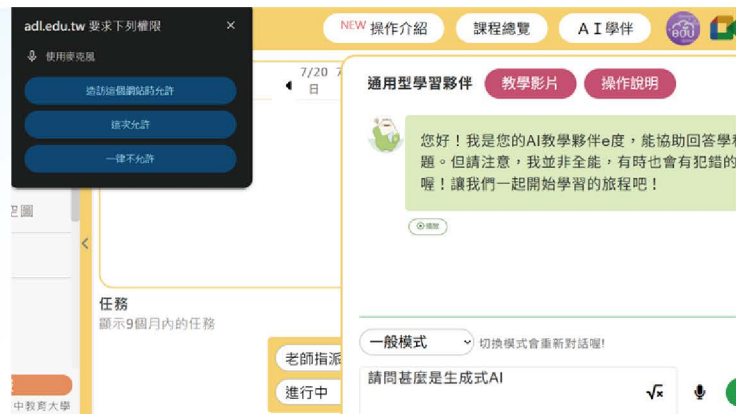 adl.edu.tw 要求下列權限
使用麥克風
造訪這個網站時允許
這次允許
一律不允許
NEW 操作介紹
課程總覽
ＡＩ學伴
7/20 7
日
通用型學習夥伴
教學影片
操作說明
您好！我是您的AI教學夥伴e度，能協助回答學科
題。但請注意，我並非全能，有時也會有犯錯的
喔！讓我們一起開始學習的旅程吧！
播放
空圖
任務
顯示9個月內的任務
老師指派
進行中
一般模式
切換模式會重新對話喔!
請問甚麼是生成式AI
√x
中教育大學